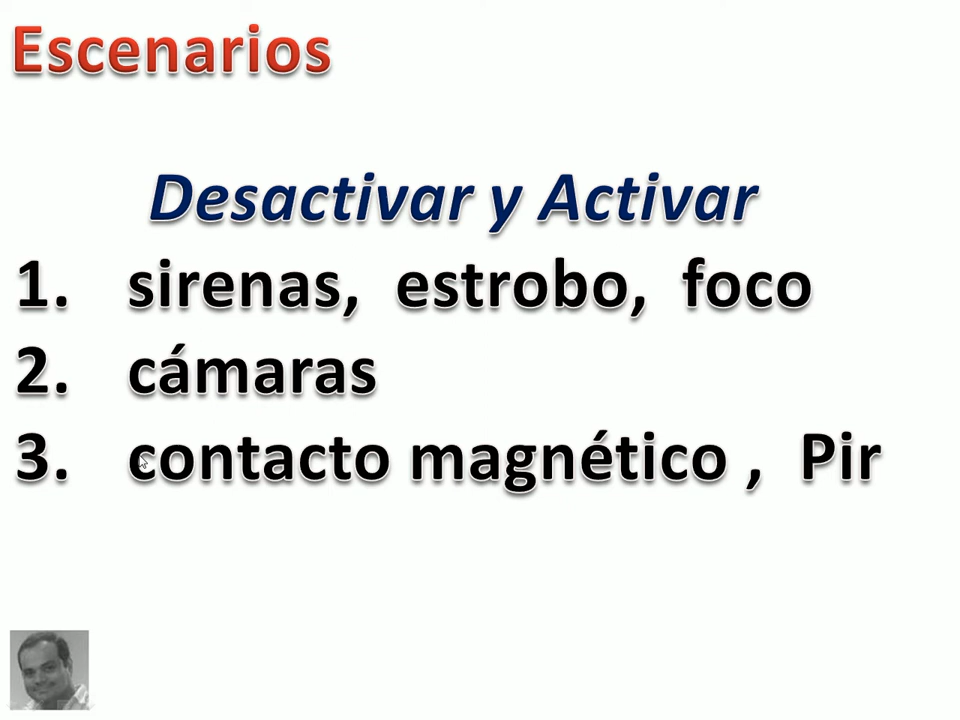 Escenarios
Desactivar y Activar
1. sirenas, estrobo, foco
2. cámaras
3. contacto magnético , Pir